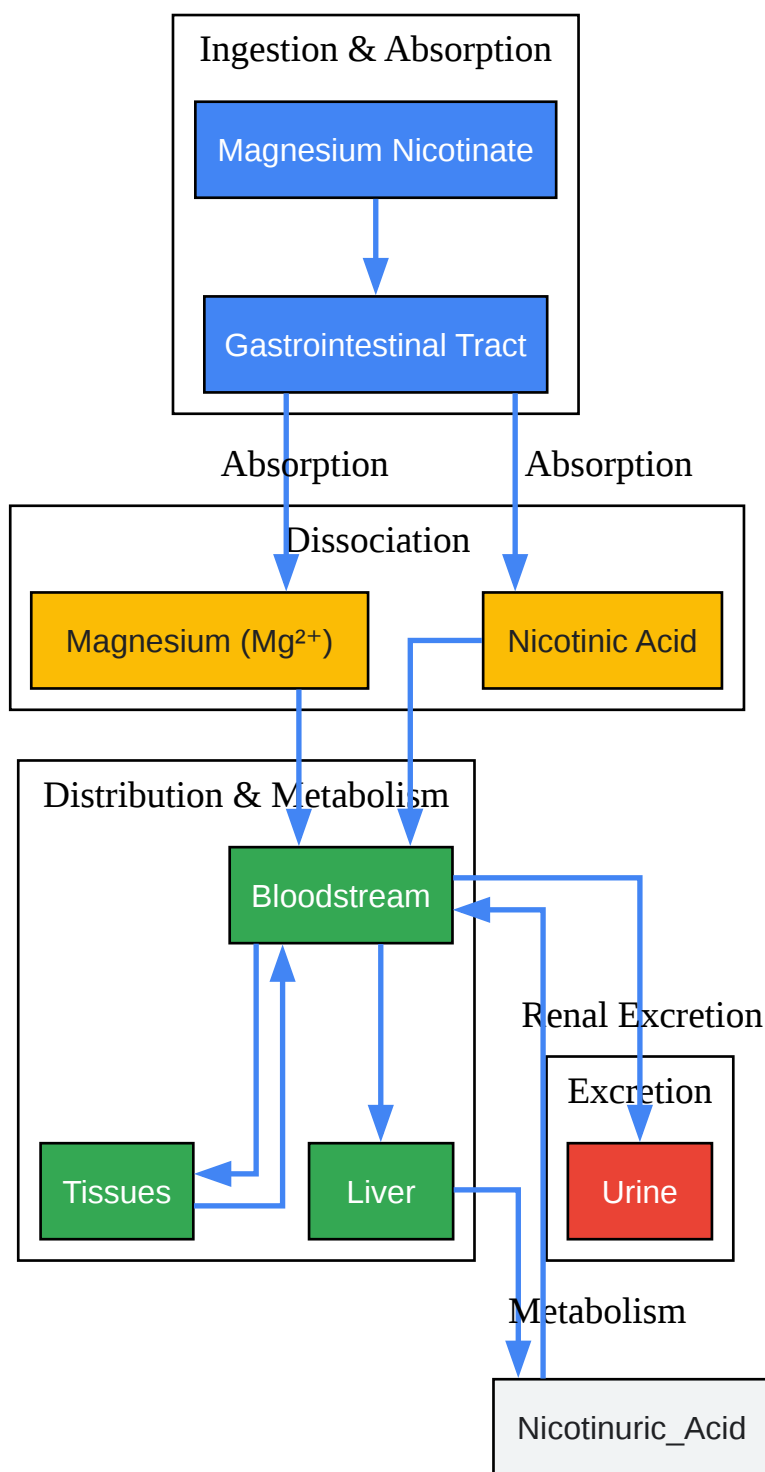 Ingestion & Absorption
Magnesium Nicotinate
Gastrointestinal Tract
Absorption
Absorption
Dissociation
Magnesium (Mg²⁺)
Nicotinic Acid
Distribution & Metabolism
Bloodstream
Renal Excretion
Excretion
Tissues
Liver
Urine
Metabolism
Nicotinuric_Acid